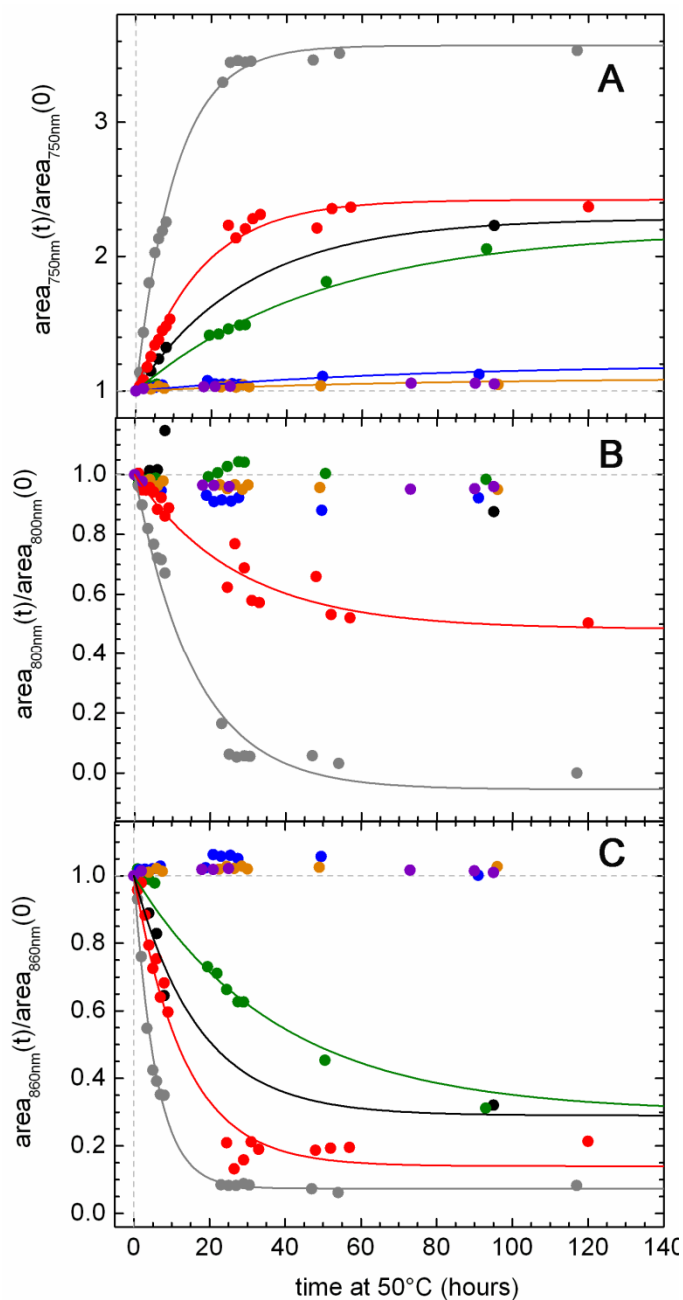 A
3
2
1
area750nm(t)/area750nm(0)
B
1.0
0.8
0.6
0.4
0.2
0.0
area800nm(t)/area800nm(0)
C
1.0
0.8
0.6
0.4
0.2
0.0
area860nm(t)/area860nm(0)
0 20 40 60 80 100 120 140
time at 50°C (hours)